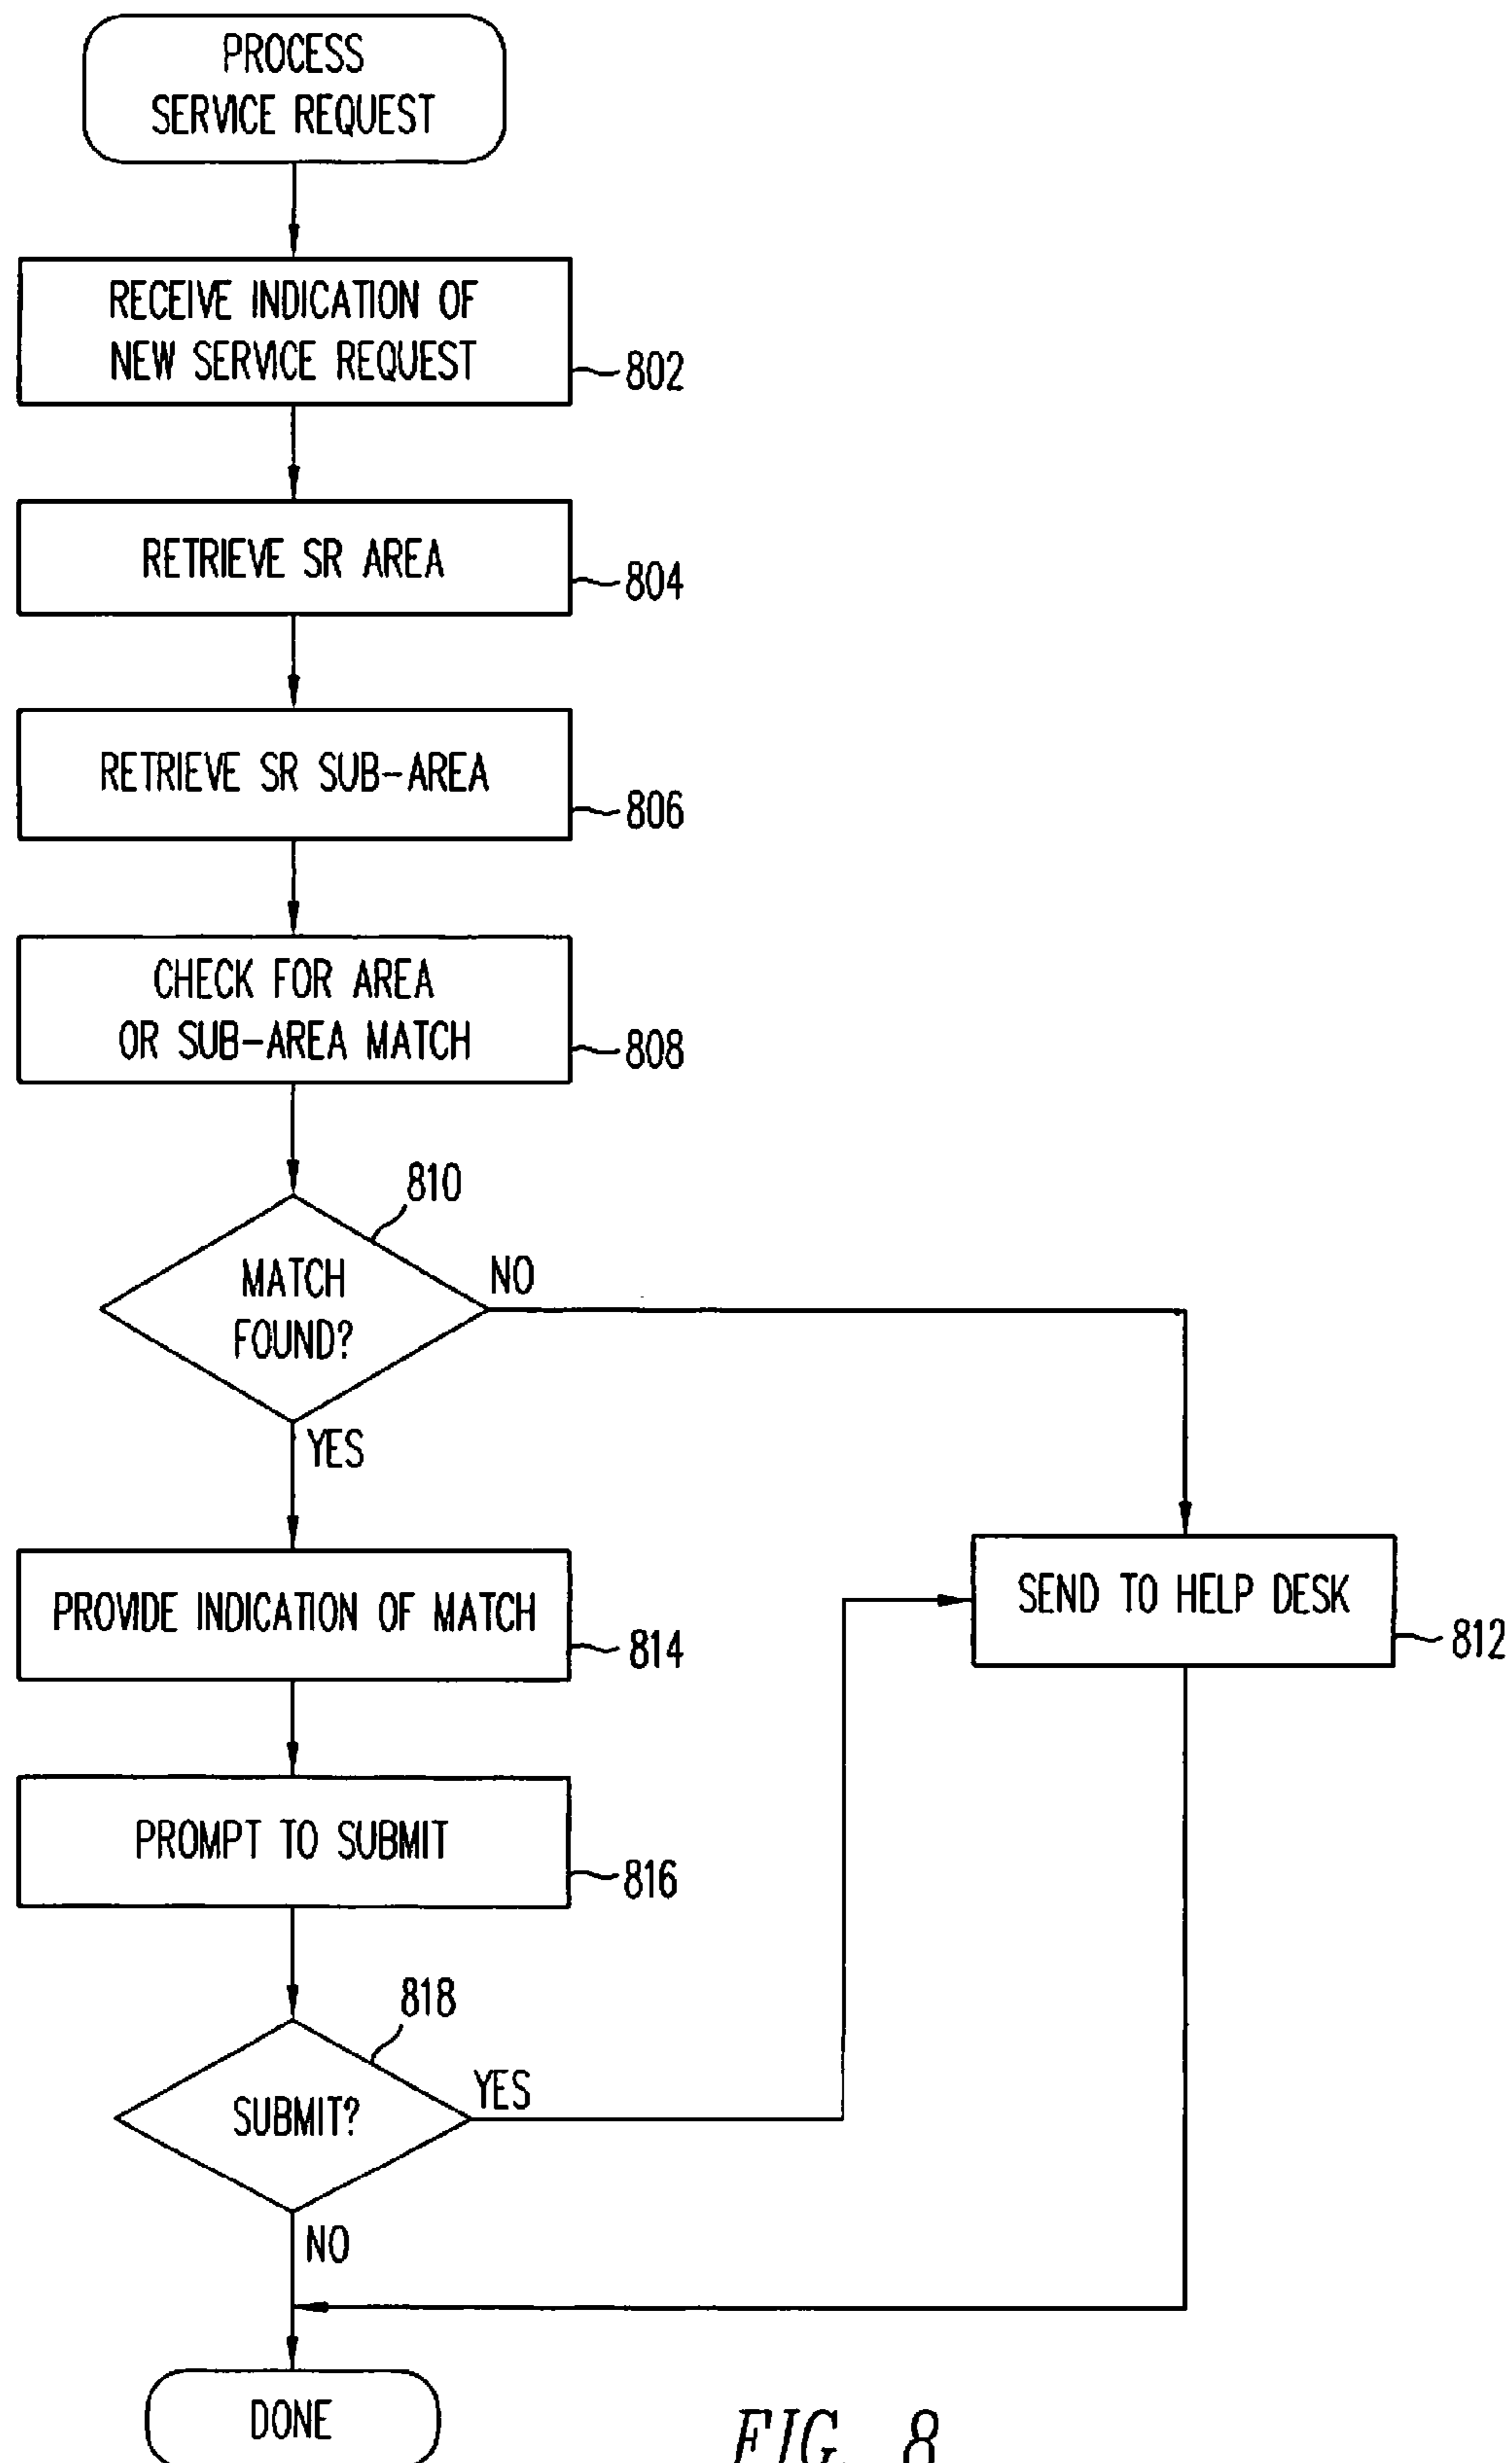 PROCESS
SERVICE REQUEST
RECEIVE INDICATION OF
NEW SERVICE REQUEST
802
RETRIEVE SR AREA
804
RETRIEVE SR SUB-AREA
806
CHECK FOR AREA
OR SUB-AREA MATCH
808
810
MATCH
FOUND?
NO
YES
PROVIDE INDICATION OF MATCH
814
SEND TO HELP DESK
812
PROMPT TO SUBMIT
816
818
SUBMIT?
YES
NO
DONE
FIG. 8